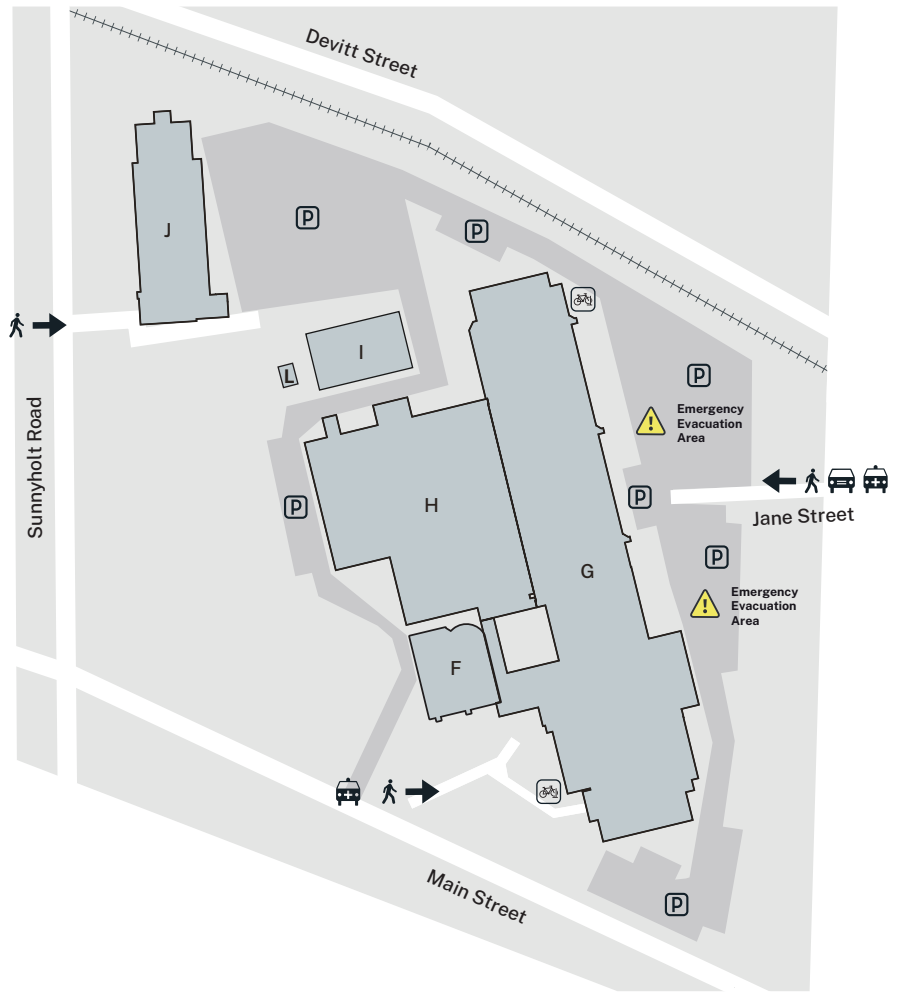 Devitt Street
J
P
P
I
L
P
Emergency
Evacuation
Area
Sunnyholt Road
H
P
P
Jane Street
G
P
Emergency
Evacuation
Area
F
Main Street
P